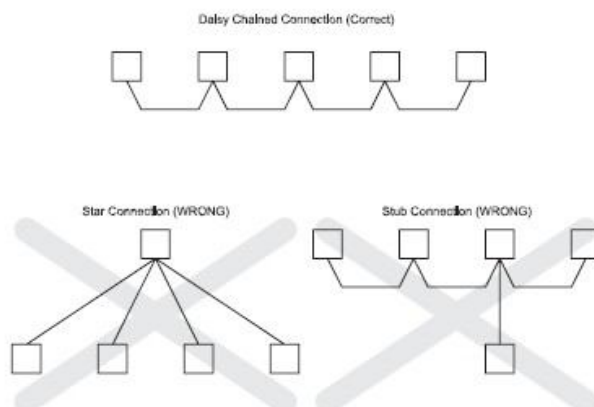 Daisy Chained Connection (Correct)
Star Connection (WRONG)
Stub Connection (WRONG)